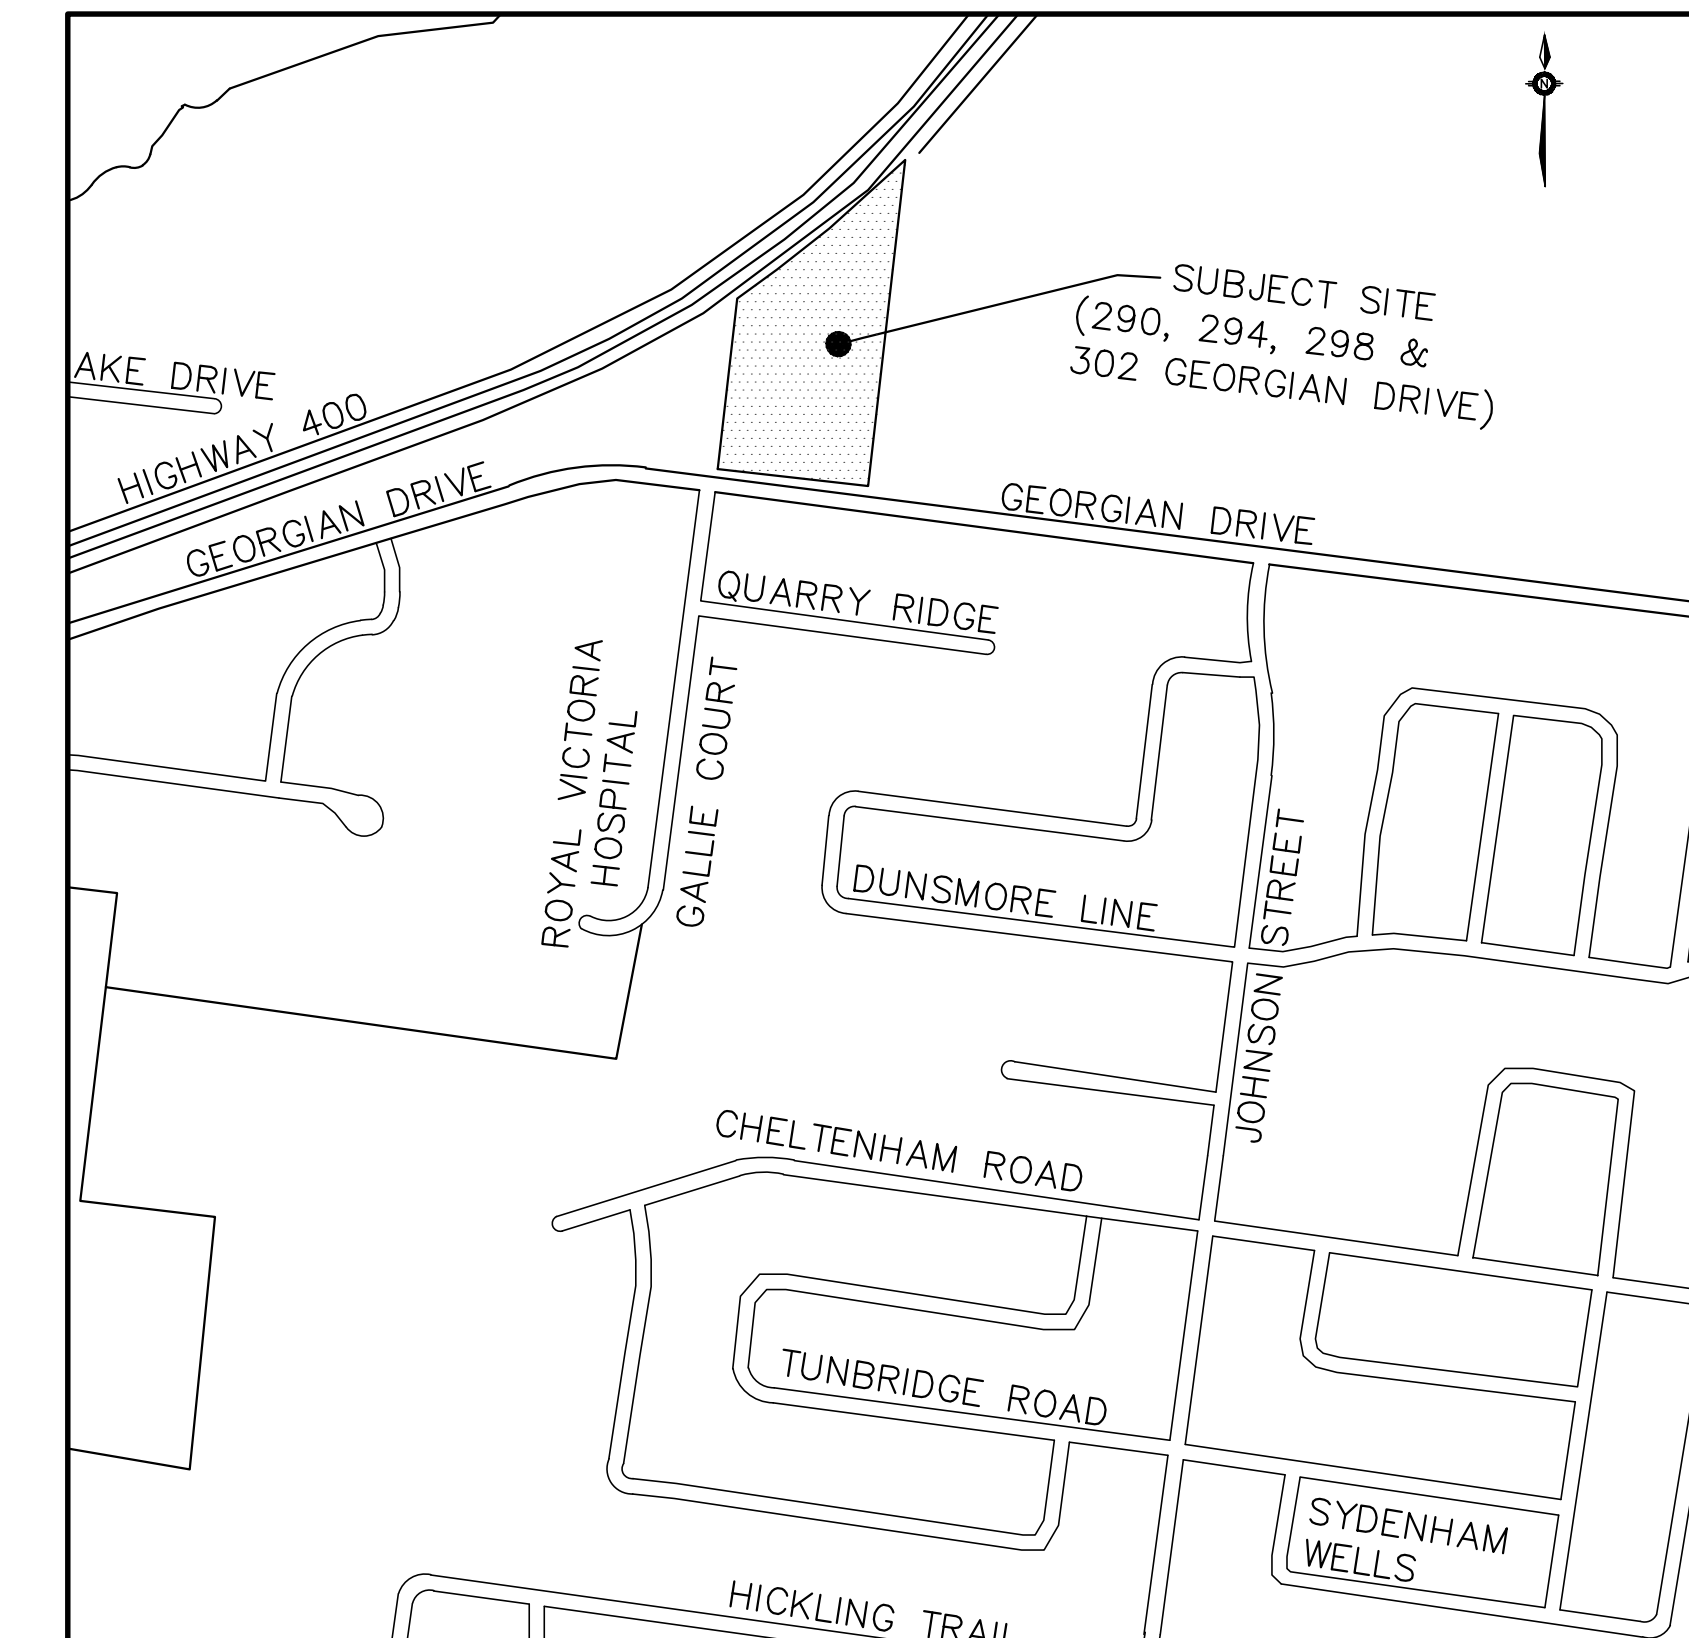 N
SUBJECT SITE
(290, 294, 298 &
302 GEORGIAN DRIVE)
AKE DRIVE
HIGHWAY 400
GEORGIAN DRIVE
GEORGIAN DRIVE
QUARRY RIDGE
ROYAL VICTORIA
HOSPITAL
GALLIE COURT
DUNSMORE LINE
JOHNSON STREET
CHELTENHAM ROAD
TUNBRIDGE ROAD
SYDENHAM
WELLS
HICKLING TRAIL